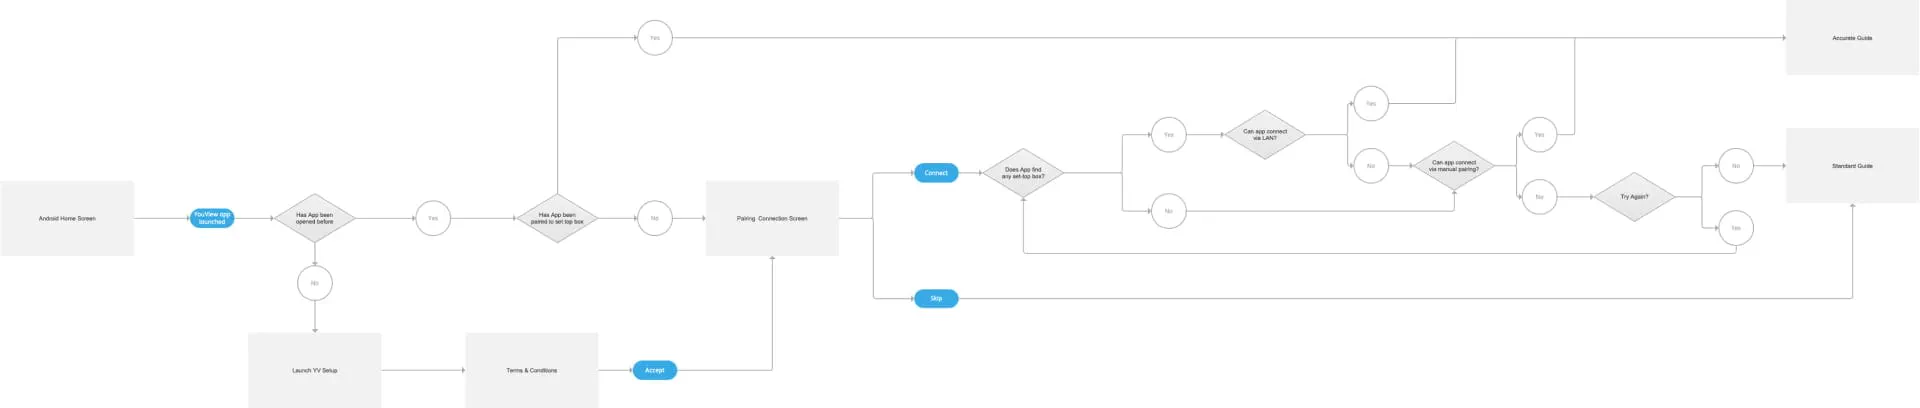 Yes
Accurate Guide
Yes
Yes
Can app connect
via LAN?
Yes
No
Can app connect
via manual pairing?
No
Standard Guide
Connect
Does App find
any set-top box?
No
No
Try Again?
Yes
Android Home Screen
YouView app
launched
Has App been
opened before
Yes
Has App been
paired to set top box
No
Pairing Connection Screen
No
Skip
Launch YV Setup
Terms & Conditions
Accept